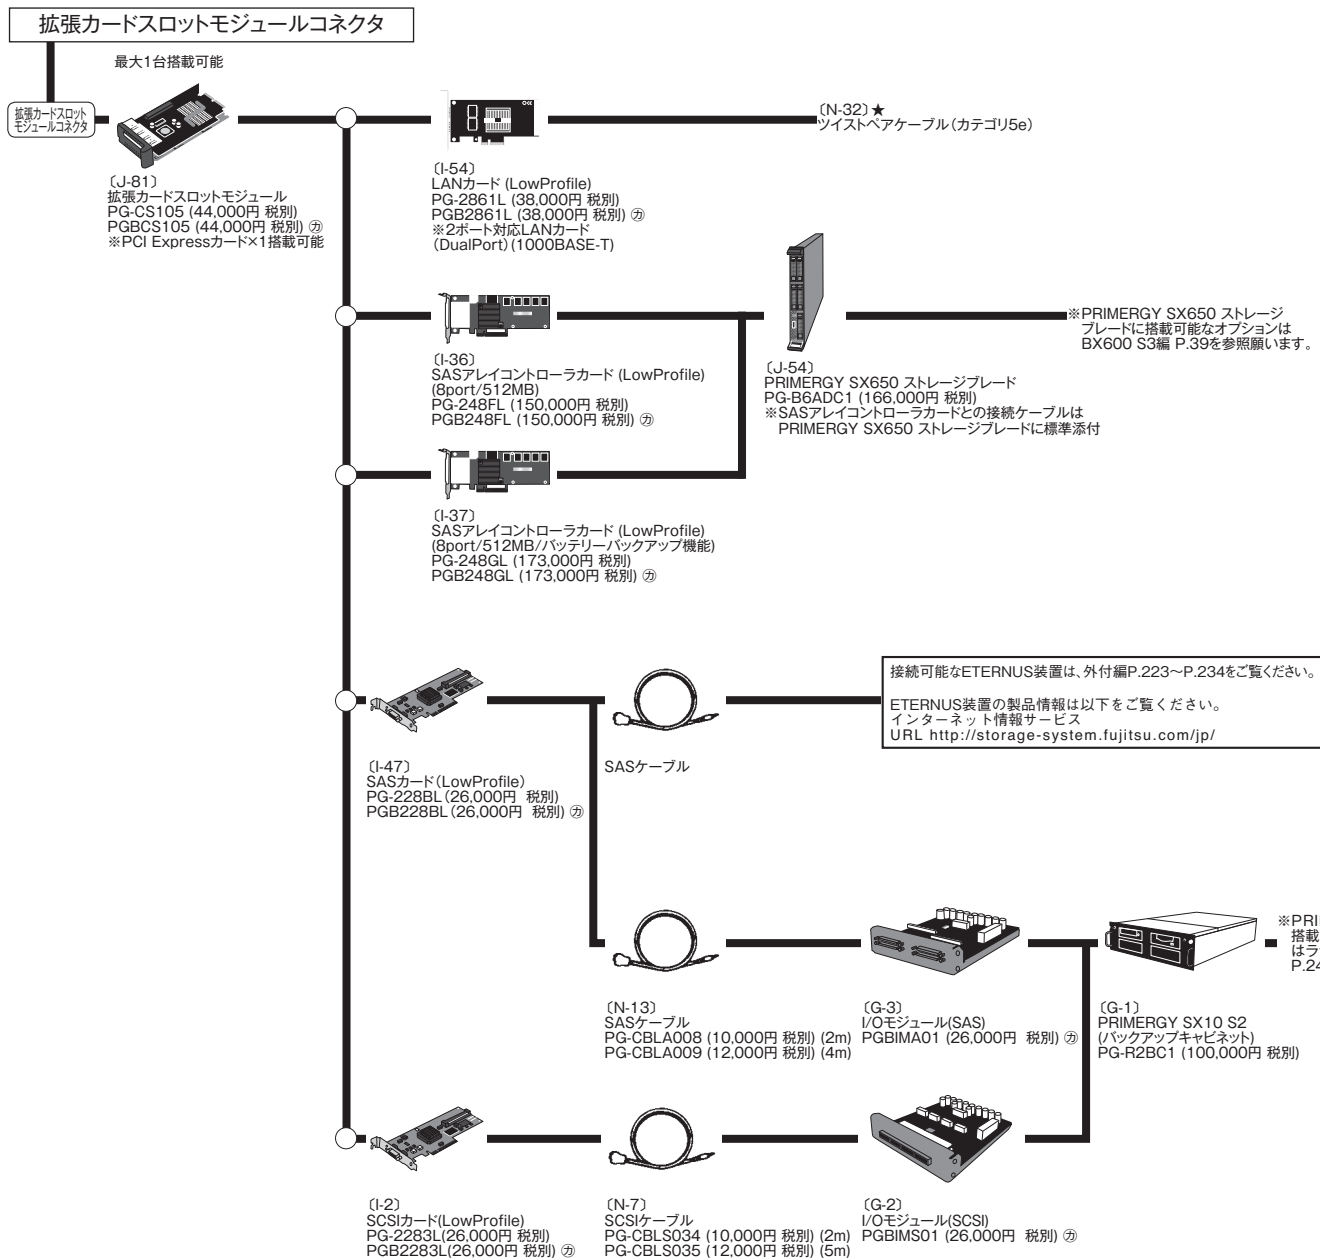 拡張カードスロットモジュールコネクタ
最大1台搭載可能
拡張カードスロット
モジュールコネクタ
〔J-81〕
拡張カードスロットモジュール
PG-CS105 (44,000円 税別)
PGBCS105 (44,000円 税別) ㋕
※PCI Expressカード×1搭載可能
〔I-54〕
LANカード (LowProfile)
PG-2861L (38,000円 税別)
PGB2861L (38,000円 税別) ㋕
※2ポート対応LANカード
(DualPort) (1000BASE-T)
〔N-32〕★
ツイストペアケーブル(カテゴリ5e)
〔I-36〕
SASアレイコントローラカード (LowProfile)
(8port/512MB)
PG-248FL (150,000円 税別)
PGB248FL (150,000円 税別) ㋕
〔J-54〕
PRIMERGY SX650 ストレージブレード
PG-B6ADC1 (166,000円 税別)
※SASアレイコントローラカードとの接続ケーブルは
PRIMERGY SX650 ストレージブレードに標準添付
※PRIMERGY SX650 ストレージ
ブレードに搭載可能なオプションは
BX600 S3編 P.39を参照願います。
〔I-37〕
SASアレイコントローラカード (LowProfile)
(8port/512MB/バッテリーバックアップ機能)
PG-248GL (173,000円 税別)
PGB248GL (173,000円 税別) ㋕
〔I-47〕
SASカード(LowProfile)
PG-228BL(26,000円 税別)
PGB228BL(26,000円 税別) ㋕
SASケーブル
接続可能なETERNUS装置は、外付編P.223〜P.234をご覧ください。
ETERNUS装置の製品情報は以下をご覧ください。
インターネット情報サービス
URL http://storage-system.fujitsu.com/jp/
〔N-13〕
SASケーブル
PG-CBLA008 (10,000円 税別) (2m)
PG-CBLA009 (12,000円 税別) (4m)
〔G-3〕
I/Oモジュール(SAS)
PGBIMA01 (26,000円 税別) ㋕
〔G-1〕
PRIMERGY SX10 S2
(バックアップキャビネット)
PG-R2BC1 (100,000円 税別)
※PRI
搭載
はラ
P.24
〔I-2〕
SCSIカード(LowProfile)
PG-2283L(26,000円 税別)
PGB2283L(26,000円 税別) ㋕
〔N-7〕
SCSIケーブル
PG-CBLS034 (10,000円 税別) (2m)
PG-CBLS035 (12,000円 税別) (5m)
〔G-2〕
I/Oモジュール(SCSI)
PGBIMS01 (26,000円 税別) ㋕